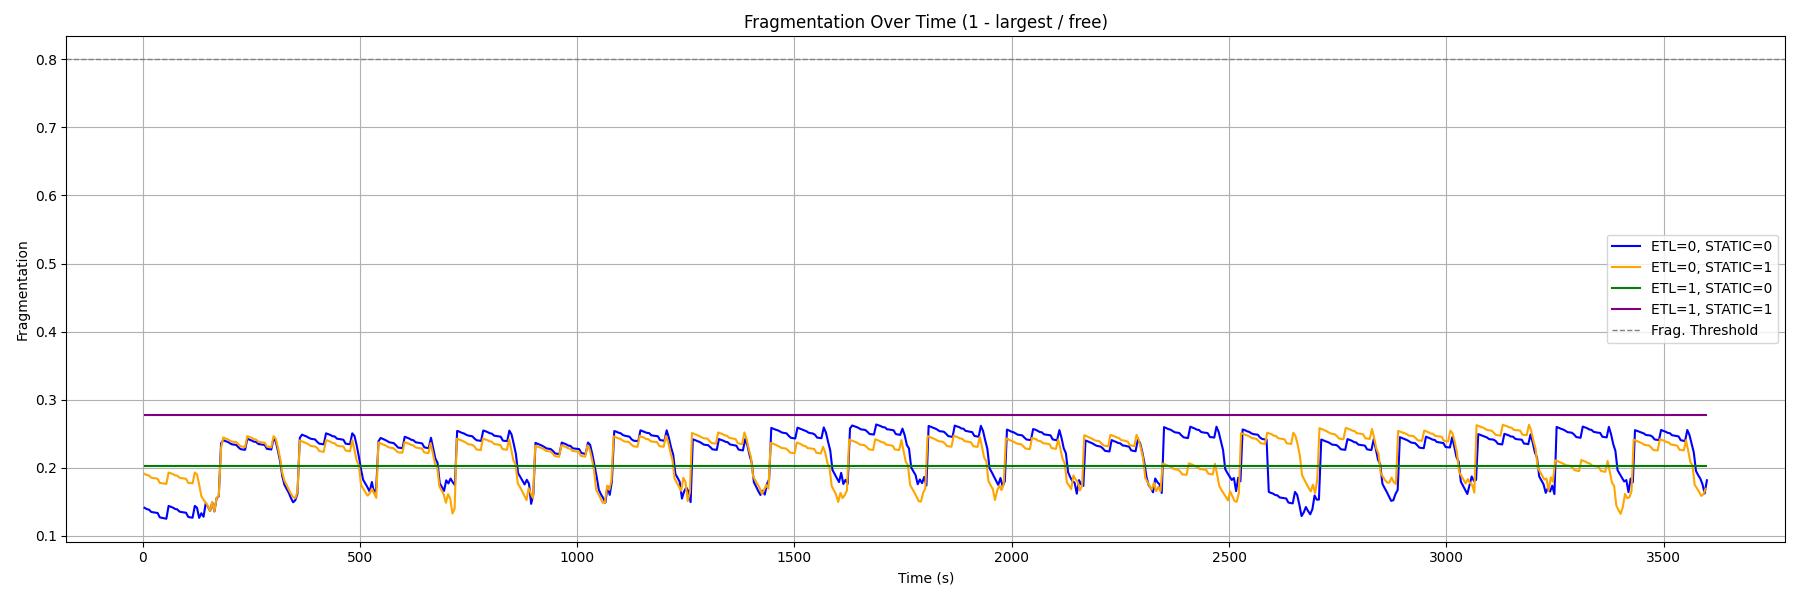 Fragmentation Over Time (1 - largest / free)
Fragmentation
0.8
0.7
0.6
0.5
0.4
0.3
0.2
0.1
ETL=0, STATIC=0
ETL=0, STATIC=1
ETL=1, STATIC=0
ETL=1, STATIC=1
Frag. Threshold
0 500 1000 1500 2000 2500 3000 3500
Time (s)